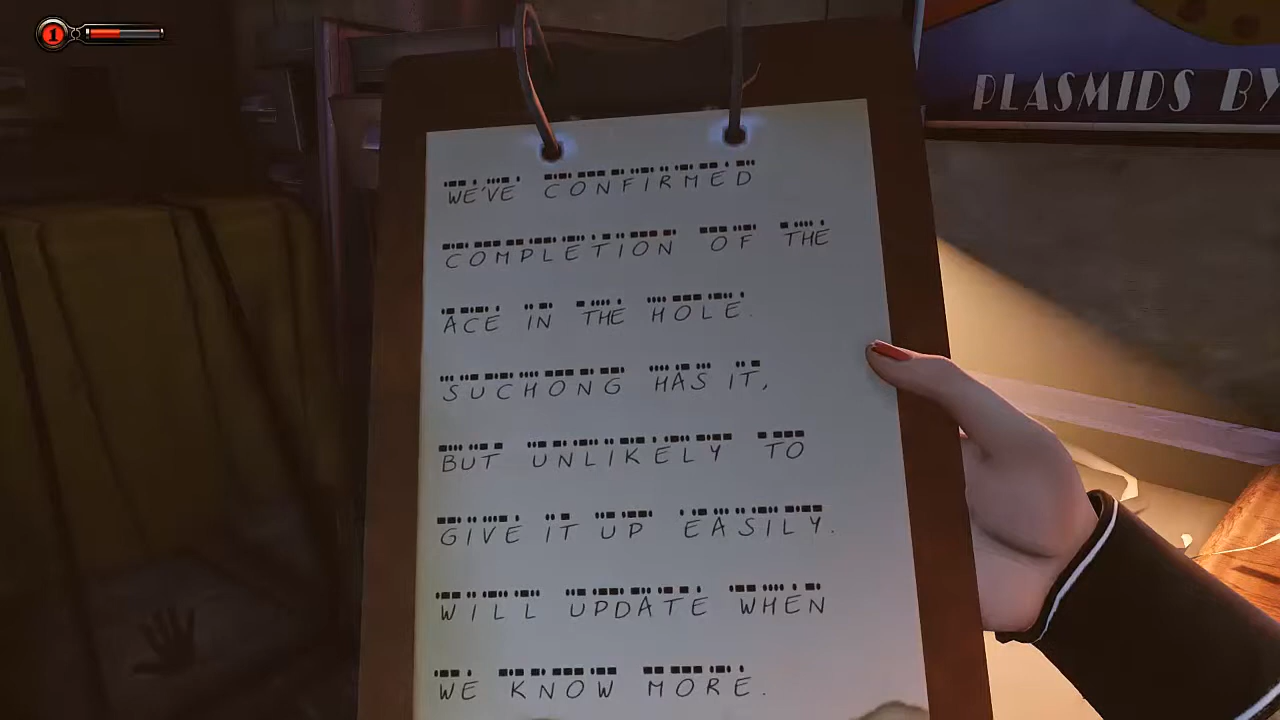 1
PLASMIDS BY
WE'VE CONFIRMED
COMPLETION OF THE
ACE IN THE HOLE.
SUCHONG HAS IT,
BUT UNLIKELY TO
GIVE IT UP EASILY.
WILL UPDATE WHEN
WE KNOW MORE.